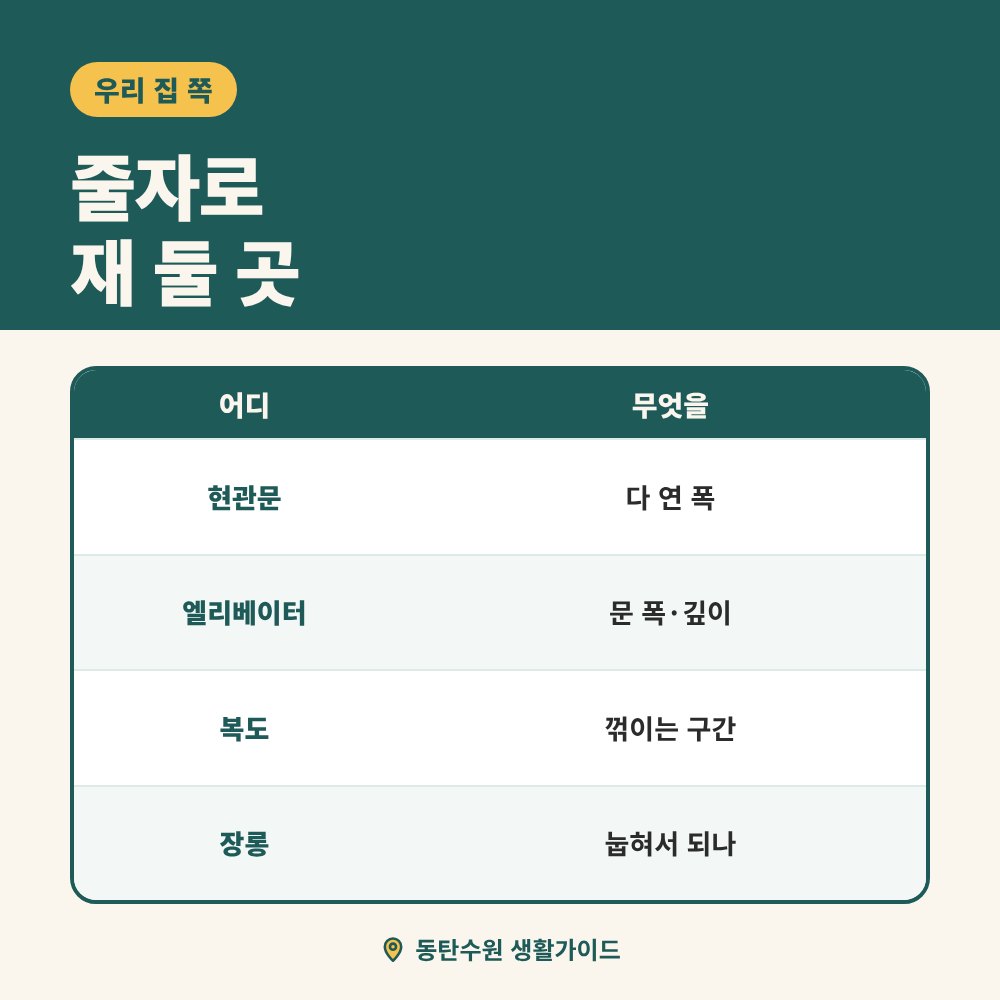 우리 집 쪽
줄자로
재 둘 곳
어디 무엇을
현관문 다 연 폭
엘리베이터 문 폭·깊이
복도 꺾이는 구간
장롱 눕혀서 되나
동탄수원 생활가이드